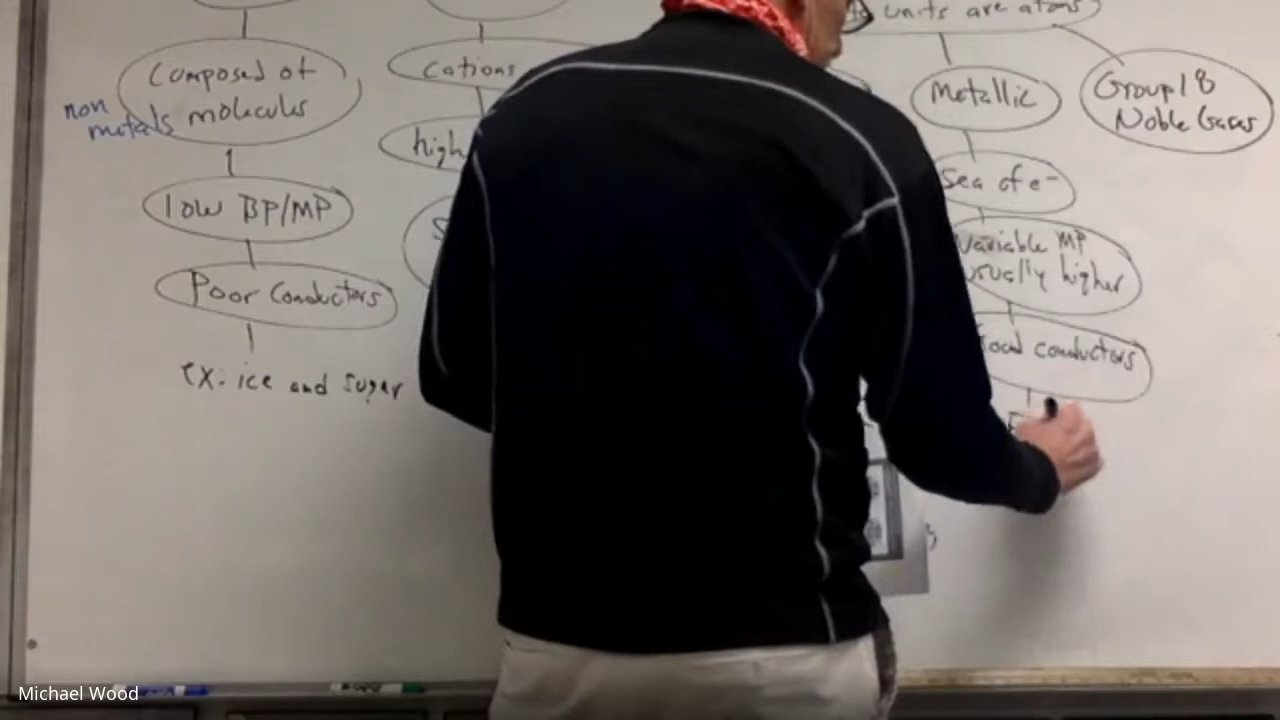 units are atoms
Composed of
molecules
non
metals
low BP/MP
Poor Conductors
ex: ice and sugar
cations
high
Metallic
sea of e-
variable MP
usually higher
Good conductors
Group 18
Noble Gases
Michael Wood